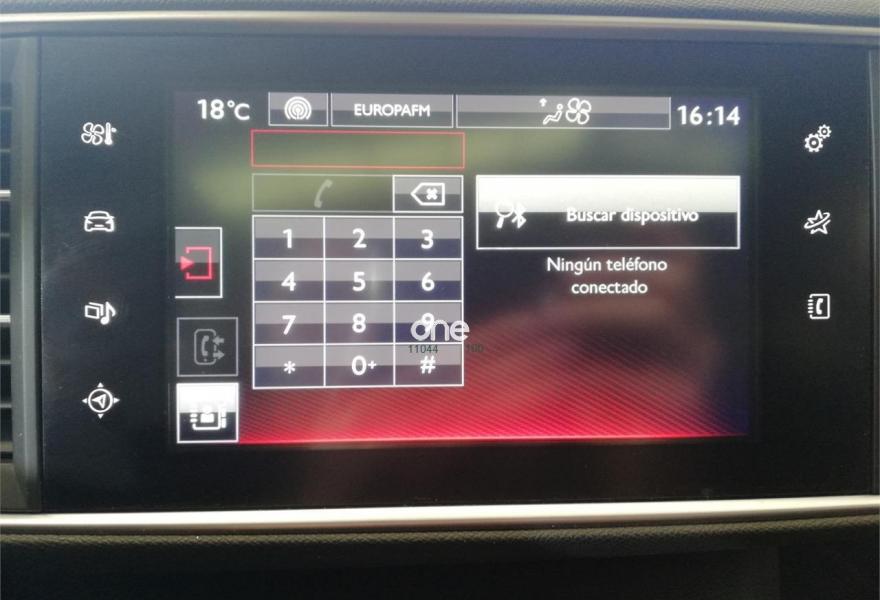 18°C EUROPAFM 16:14
Buscar dispositivo
Ningún teléfono
conectado
1 2 3
4 5 6
7 8 9
* 0+ #
one
11044